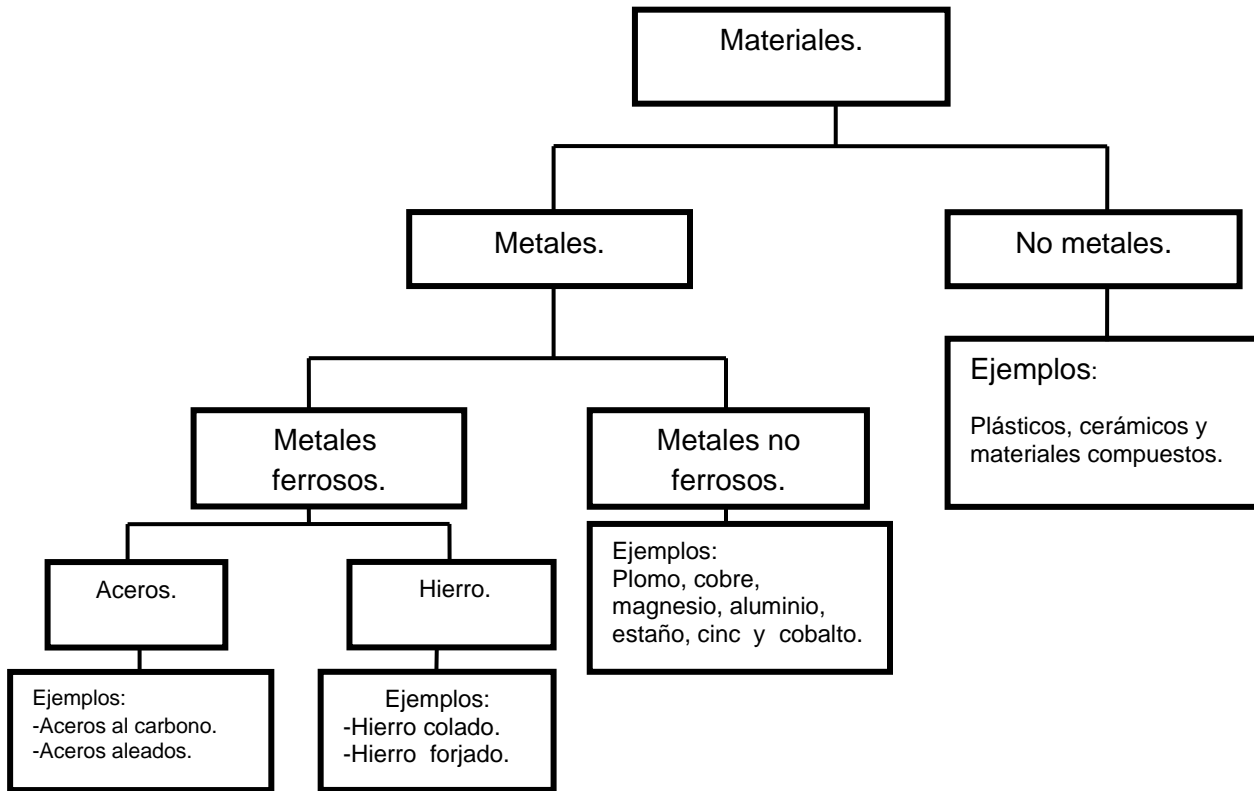 Materiales.
Metales.
No metales.
Ejemplos:
Plásticos, cerámicos y
materiales compuestos.
Metales
ferrosos.
Metales no
ferrosos.
Ejemplos:
Plomo, cobre,
magnesio, aluminio,
estaño, cinc y cobalto.
Aceros.
Hierro.
Ejemplos:
-Aceros al carbono.
-Aceros aleados.
Ejemplos:
-Hierro colado.
-Hierro forjado.